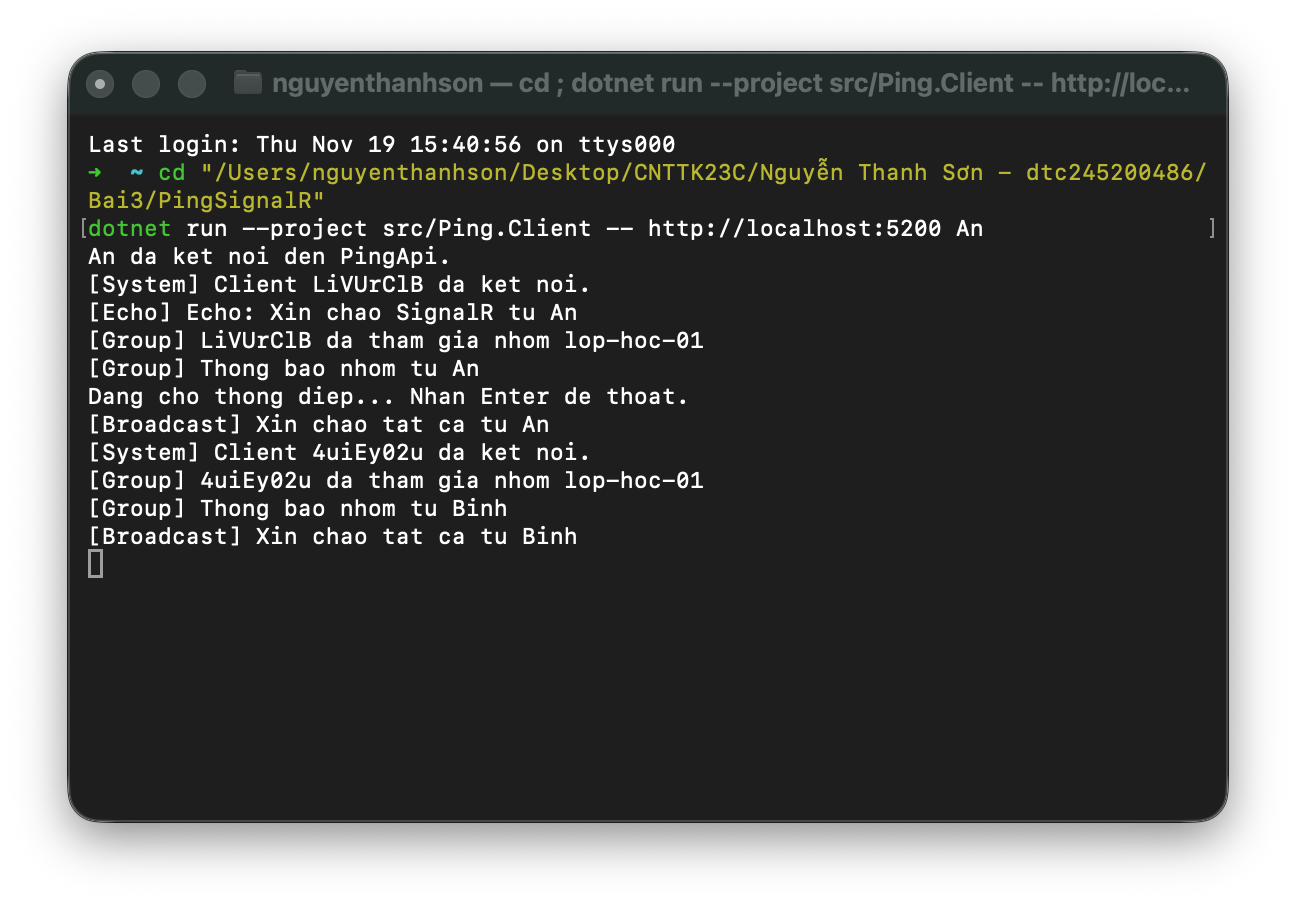 nguyenthanhson — cd ; dotnet run --project src/Ping.Client -- http://loc...
Last login: Thu Nov 19 15:40:56 on ttys000
➜  ~ cd "/Users/nguyenthanhson/Desktop/CNTTK23C/Nguyễn Thanh Sơn - dtc245200486/
Bai3/PingSignalR"
[dotnet run --project src/Ping.Client -- http://localhost:5200 An ]
An da ket noi den PingApi.
[System] Client LiVUrClB da ket noi.
[Echo] Echo: Xin chao SignalR tu An
[Group] LiVUrClB da tham gia nhom lop-hoc-01
[Group] Thong bao nhom tu An
Dang cho thong diep... Nhan Enter de thoat.
[Broadcast] Xin chao tat ca tu An
[System] Client 4uiEy02u da ket noi.
[Group] 4uiEy02u da tham gia nhom lop-hoc-01
[Group] Thong bao nhom tu Binh
[Broadcast] Xin chao tat ca tu Binh